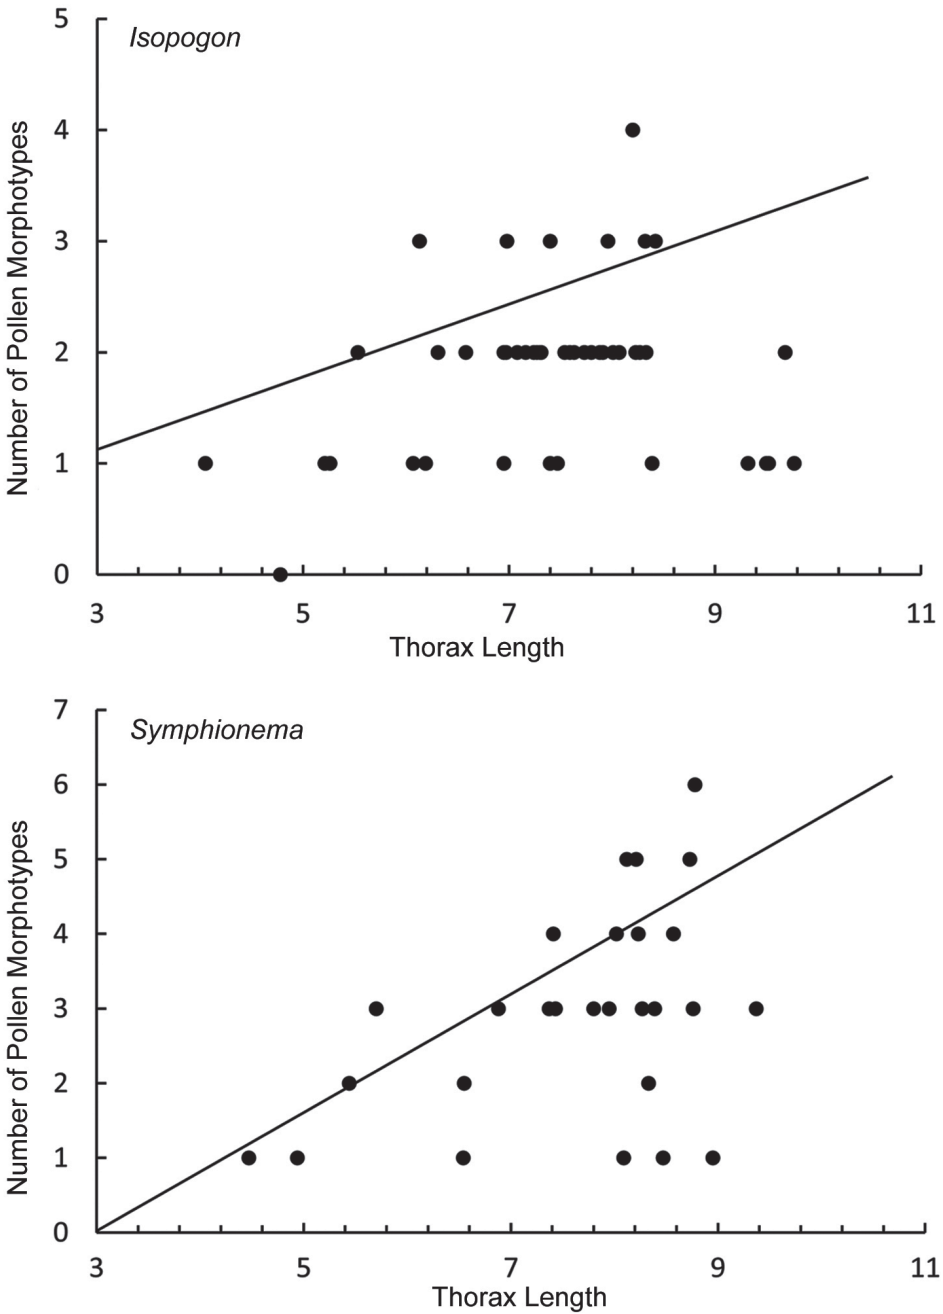 Isopogon
Number of Pollen Morphotypes
5
4
3
2
1
0
3 5 7 9 11
Thorax Length
Symphionema
Number of Pollen Morphotypes
7
6
5
4
3
2
1
0
3 5 7 9 11
Thorax Length